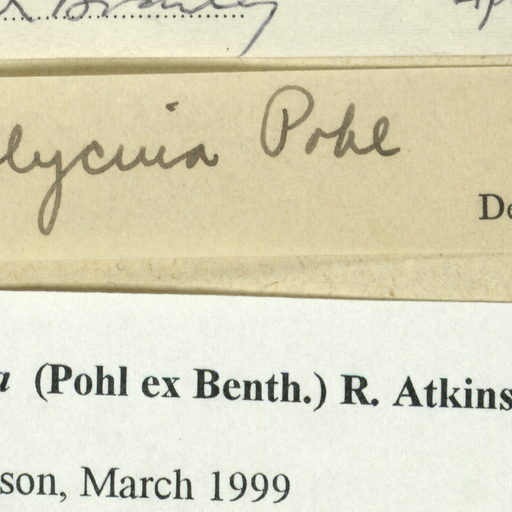 lycinia Pohl
De
a (Pohl ex Benth.) R. Atkins
son, March 1999